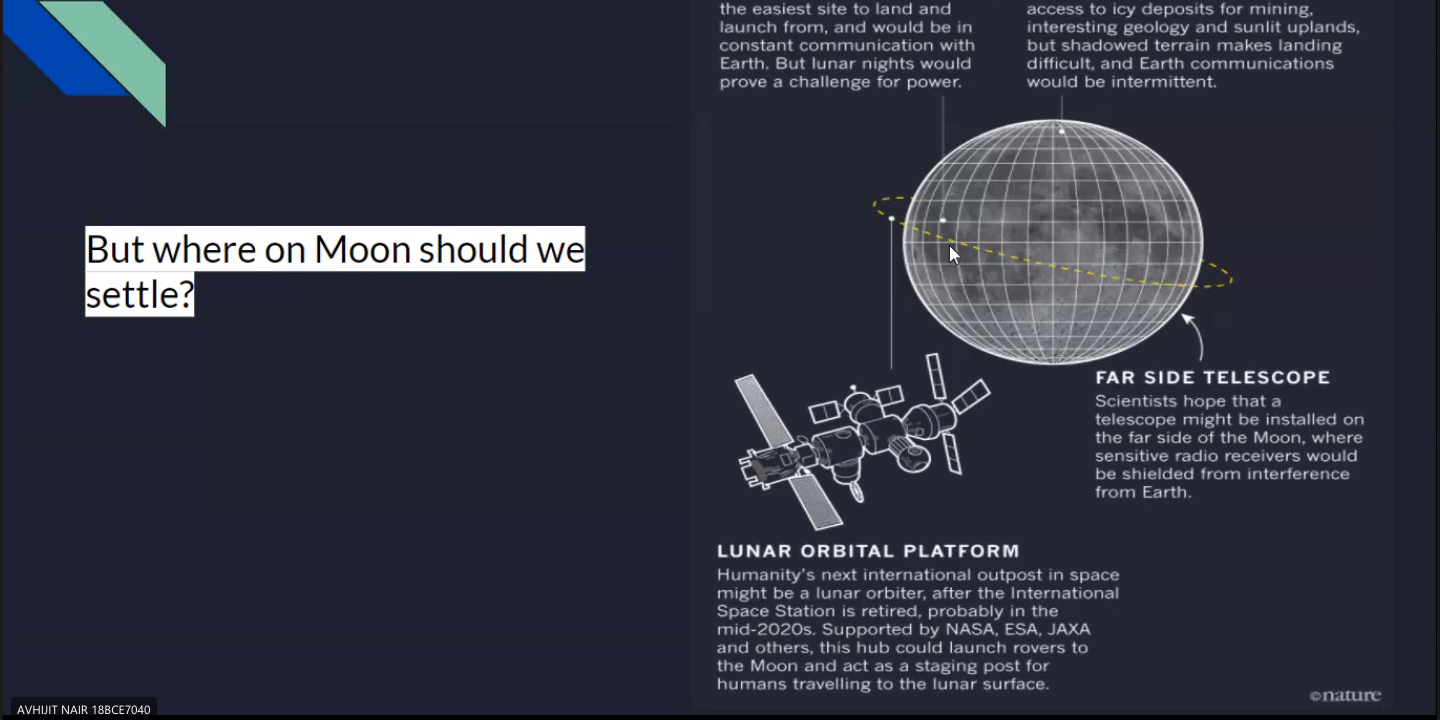 But where on Moon should we
settle?
the easiest site to land and
launch from, and would be in
constant communication with
Earth. But lunar nights would
prove a challenge for power.
access to icy deposits for mining,
interesting geology and sunlit uplands,
but shadowed terrain makes landing
difficult, and Earth communications
would be intermittent.
FAR SIDE TELESCOPE
Scientists hope that a
telescope might be installed on
the far side of the Moon, where
sensitive radio receivers would
be shielded from interference
from Earth.
LUNAR ORBITAL PLATFORM
Humanity's next international outpost in space
might be a lunar orbiter, after the International
Space Station is retired, probably in the
mid-2020s. Supported by NASA, ESA, JAXA
and others, this hub could launch rovers to
the Moon and act as a staging post for
humans travelling to the lunar surface.
©nature
AVHIJIT NAIR 18BCE7040